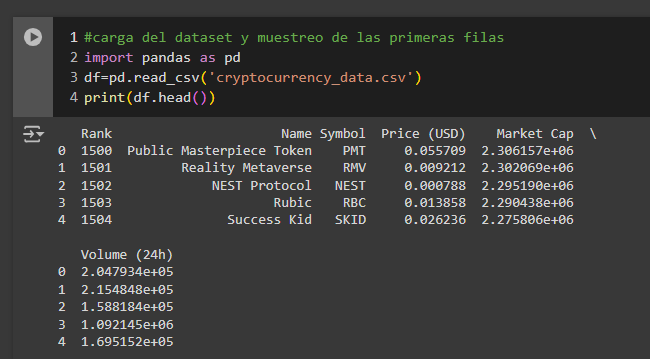 1 #carga del dataset y muestreo de las primeras filas
2 import pandas as pd
3 df=pd.read_csv('cryptocurrency_data.csv')
4 print(df.head())
   Rank                      Name Symbol  Price (USD)    Market Cap  \
0  1500  Public Masterpiece Token    PMT     0.055709  2.306157e+06
1  1501         Reality Metaverse    RMV     0.009212  2.302069e+06
2  1502             NEST Protocol   NEST     0.000788  2.295190e+06
3  1503                     Rubic    RBC     0.013858  2.290438e+06
4  1504               Success Kid   SKID     0.026236  2.275806e+06
   Volume (24h)
0  2.047934e+05
1  2.154848e+05
2  1.588184e+05
3  1.092145e+06
4  1.695152e+05